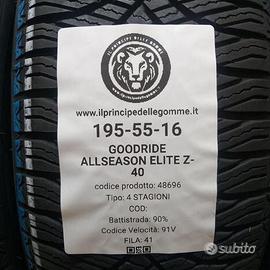 IL PRINCIPE DELLE GOMME
www.ilprincipedellegomme.it
195-55-16
GOODRIDE
ALLSEASON ELITE Z-
40
codice prodotto: 48696
Tipo: 4 STAGIONI
COD:
Battistrada: 90%
Codice Velocità: 91V
FILA: 41
subito